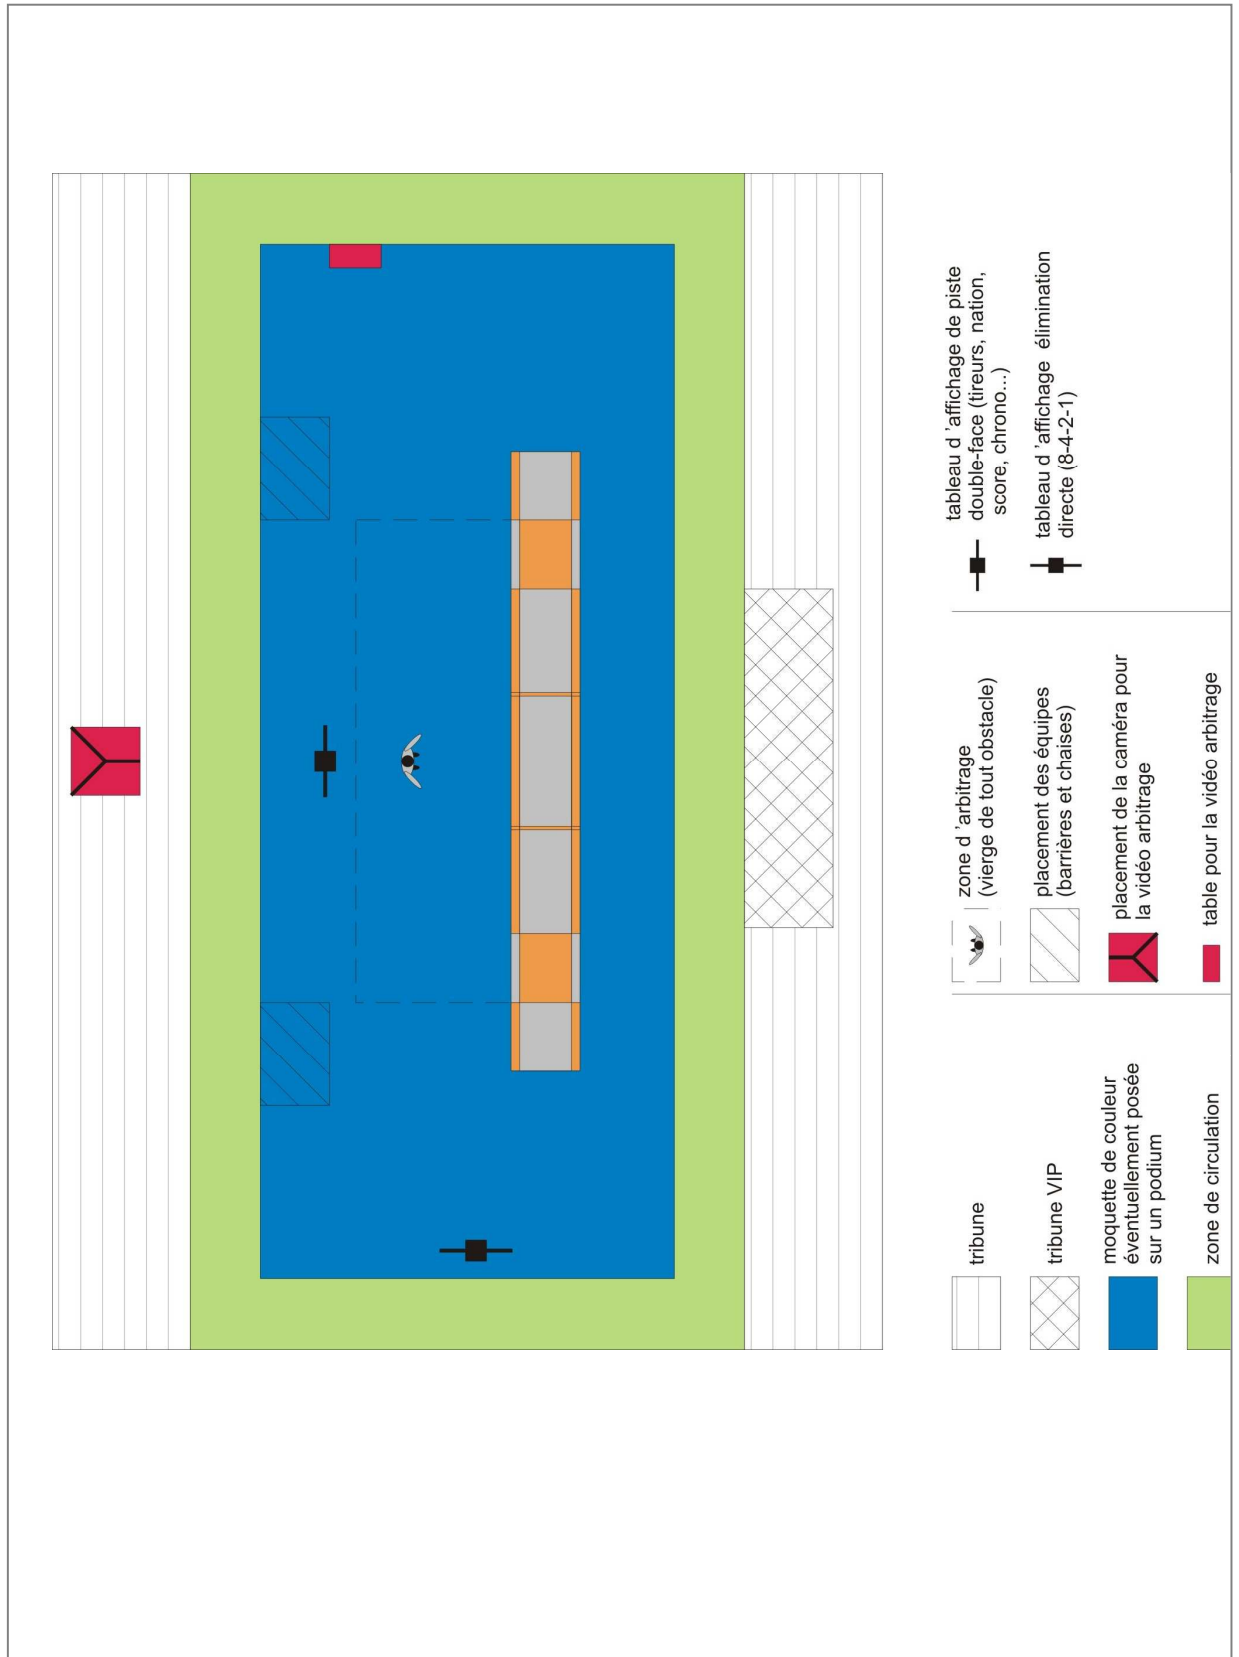 tribune
tribune VIP
moquette de couleur
éventuellement posée
sur un podium
zone de circulation
zone d 'arbitrage
(vierge de tout obstacle)
placement des équipes
(barrières et chaises)
placement de la caméra pour
la vidéo arbitrage
table pour la vidéo arbitrage
tableau d 'affichage de piste
double-face (tireurs, nation,
score, chrono...)
tableau d 'affichage élimination
directe (8-4-2-1)